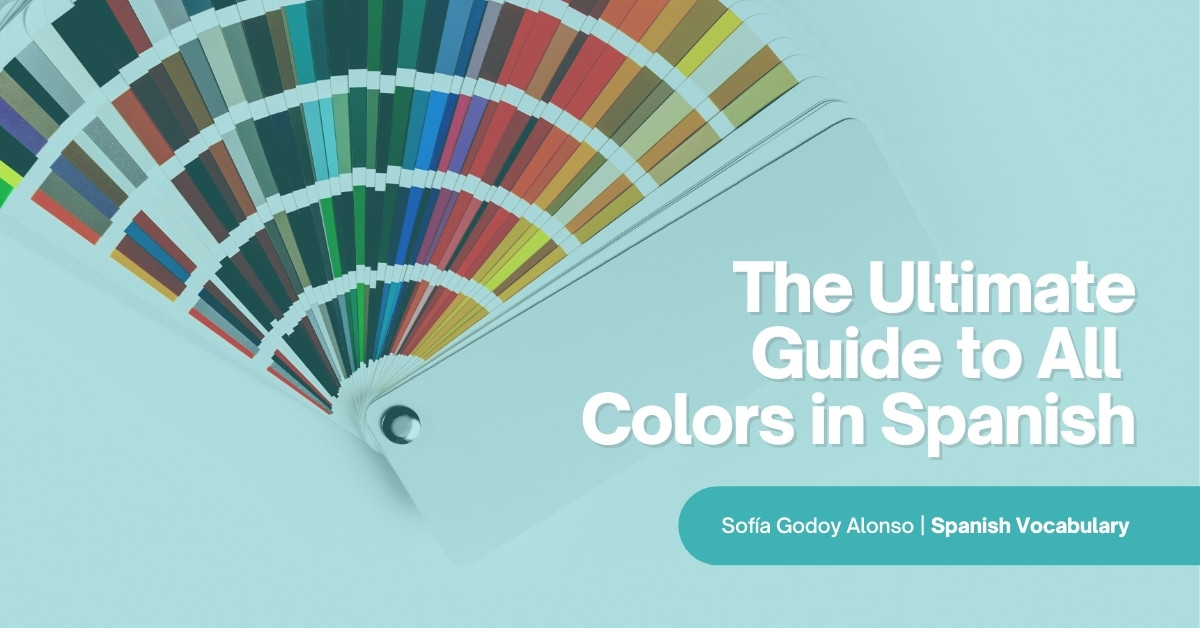 The Ultimate
Guide to All
Colors in Spanish
Sofía Godoy Alonso | Spanish Vocabulary